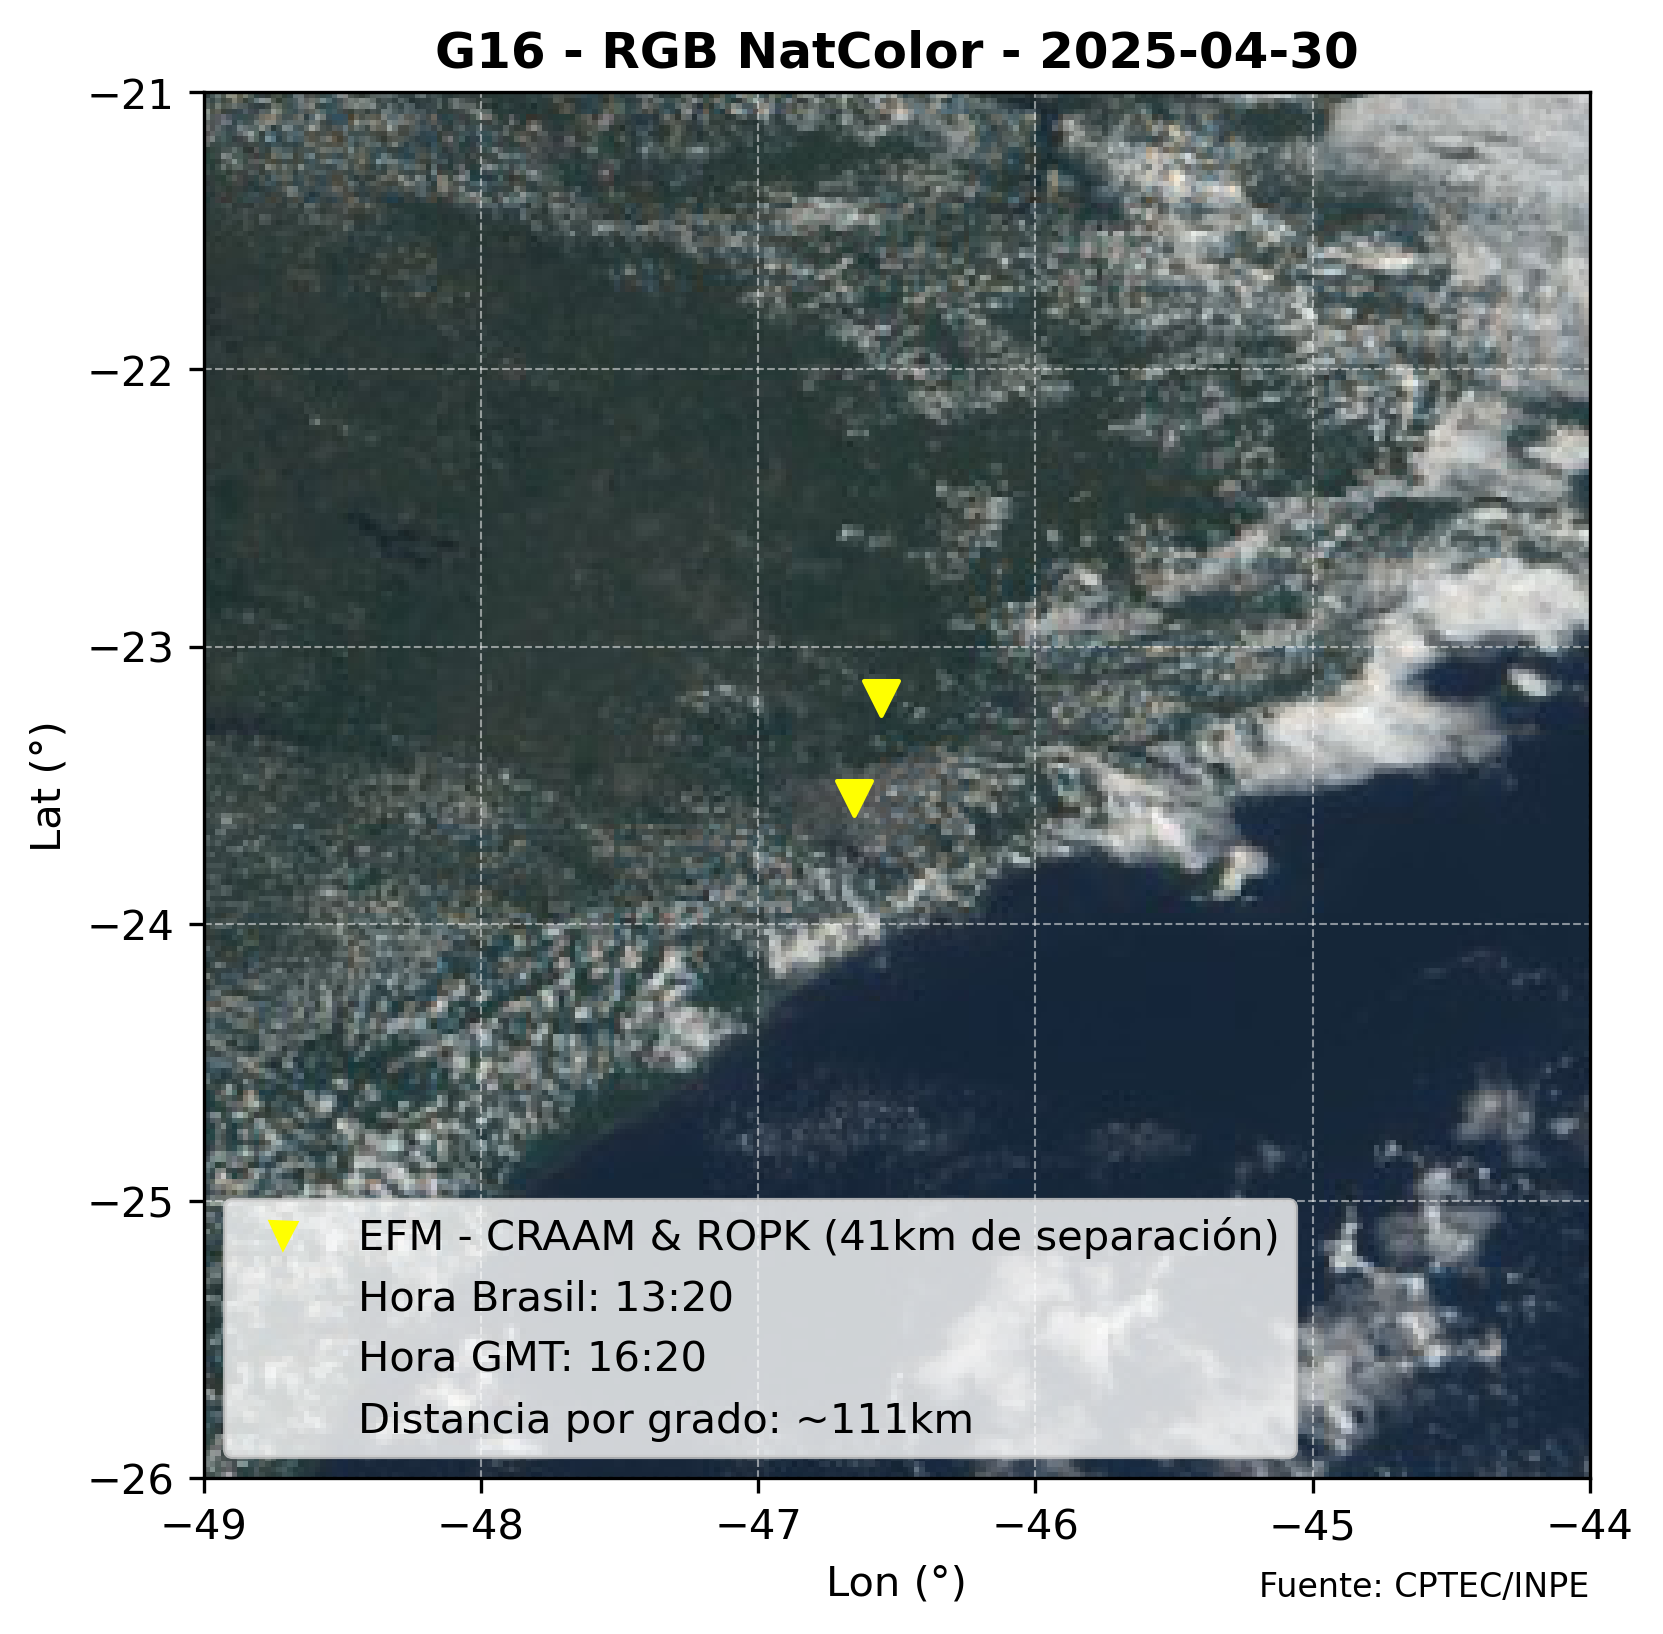 G16 - RGB NatColor - 2025-04-30
−21
−22
−23
−24
−25
−26
Lat (°)
EFM - CRAAM & ROPK (41km de separación)
Hora Brasil: 13:20
Hora GMT: 16:20
Distancia por grado: ~111km
−49 −48 −47 −46 −45 −44
Lon (°)
Fuente: CPTEC/INPE